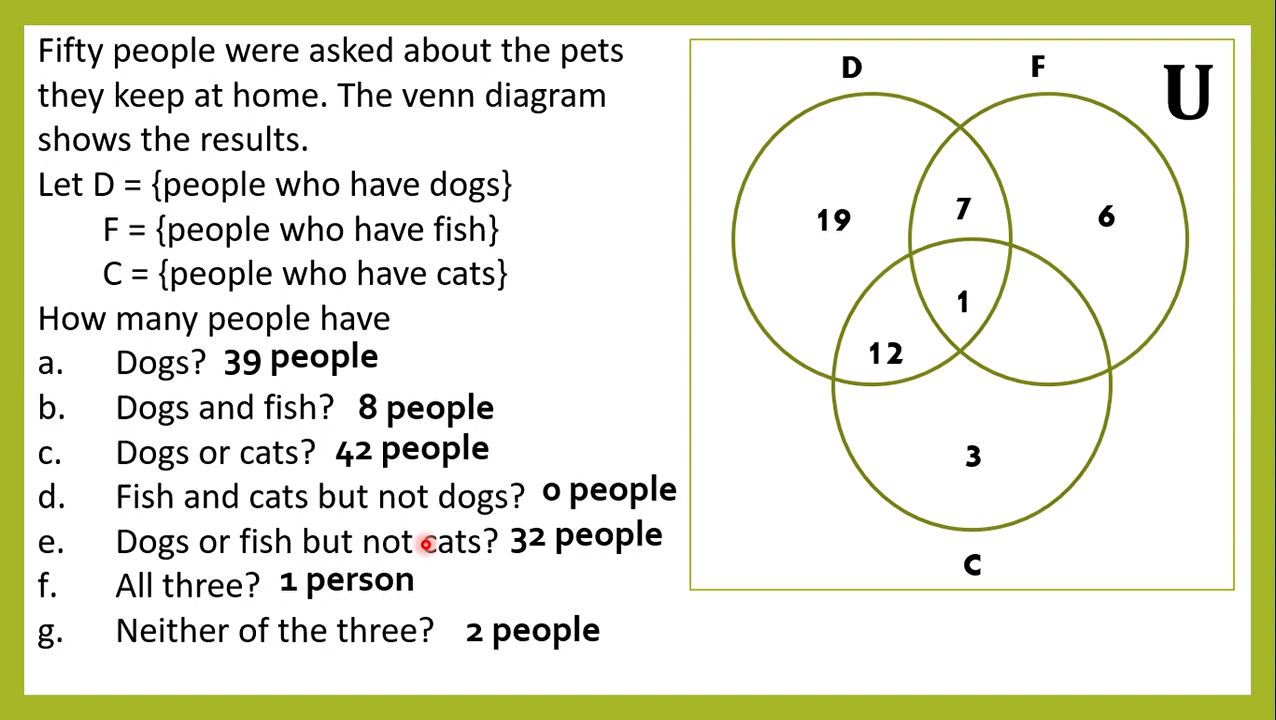 Fifty people were asked about the pets
they keep at home. The venn diagram
shows the results.
Let D = {people who have dogs}
F = {people who have fish}
C = {people who have cats}
How many people have
a. Dogs? 39 people
b. Dogs and fish? 8 people
c. Dogs or cats? 42 people
d. Fish and cats but not dogs? 0 people
e. Dogs or fish but not cats? 32 people
f. All three? 1 person
g. Neither of the three? 2 people
D F U
19 7 6
1
12
3
C